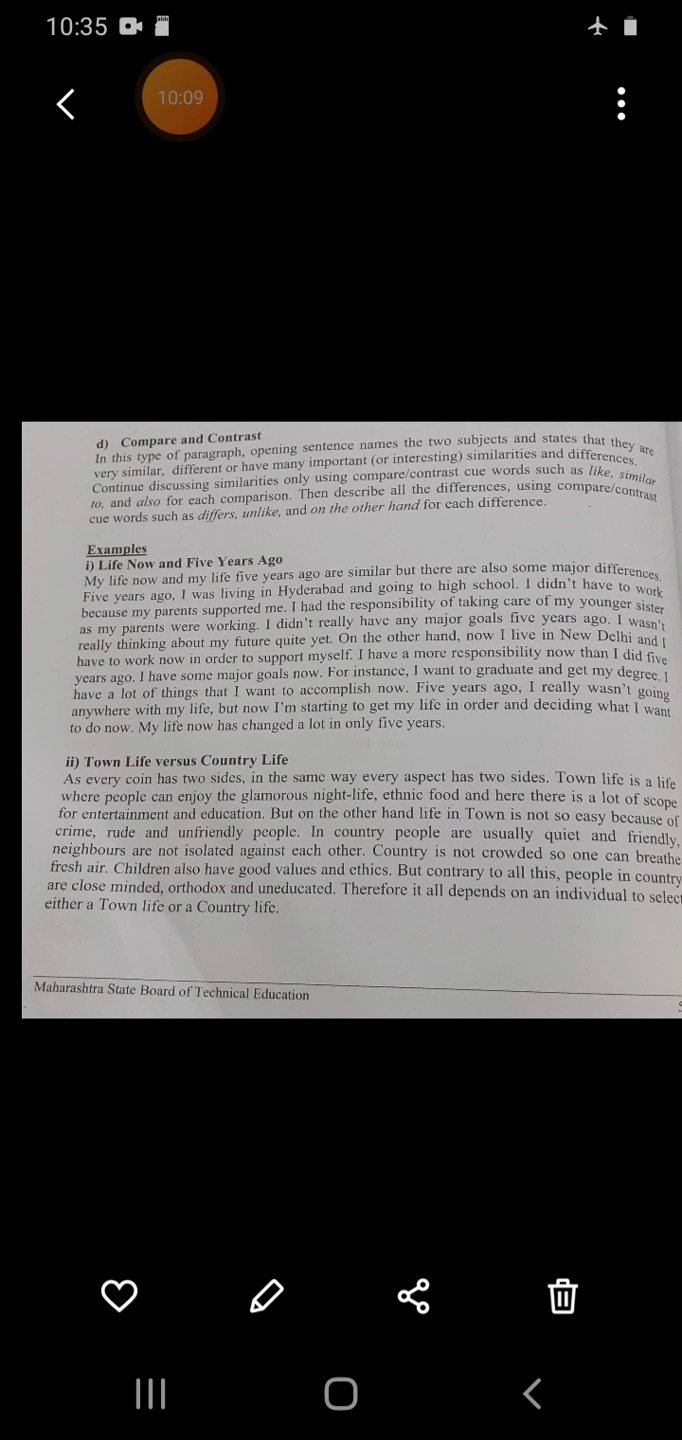 10:35
10:09
d) Compare and Contrast
In this type of paragraph, opening sentence names the two subjects and states that they are
very similar, different or have many important (or interesting) similarities and differences.
Continue discussing similarities only using compare/contrast cue words such as like, similar
to, and also for each comparison. Then describe all the differences, using compare/contrast
cue words such as differs, unlike, and on the other hand for each difference.
Examples
i) Life Now and Five Years Ago
My life now and my life five years ago are similar but there are also some major differences.
Five years ago, I was living in Hyderabad and going to high school. I didn't have to work
because my parents supported me. I had the responsibility of taking care of my younger sister
as my parents were working. I didn't really have any major goals five years ago. I wasn't
really thinking about my future quite yet. On the other hand, now I live in New Delhi and I
have to work now in order to support myself. I have a more responsibility now than I did five
years ago. I have some major goals now. For instance, I want to graduate and get my degree. I
have a lot of things that I want to accomplish now. Five years ago, I really wasn't going
anywhere with my life, but now I'm starting to get my life in order and deciding what I want
to do now. My life now has changed a lot in only five years.
ii) Town Life versus Country Life
As every coin has two sides, in the same way every aspect has two sides. Town life is a life
where people can enjoy the glamorous night-life, ethnic food and here there is a lot of scope
for entertainment and education. But on the other hand life in Town is not so easy because of
crime, rude and unfriendly people. In country people are usually quiet and friendly,
neighbours are not isolated against each other. Country is not crowded so one can breathe
fresh air. Children also have good values and ethics. But contrary to all this, people in country
are close minded, orthodox and uneducated. Therefore it all depends on an individual to select
either a Town life or a Country life.
Maharashtra State Board of Technical Education